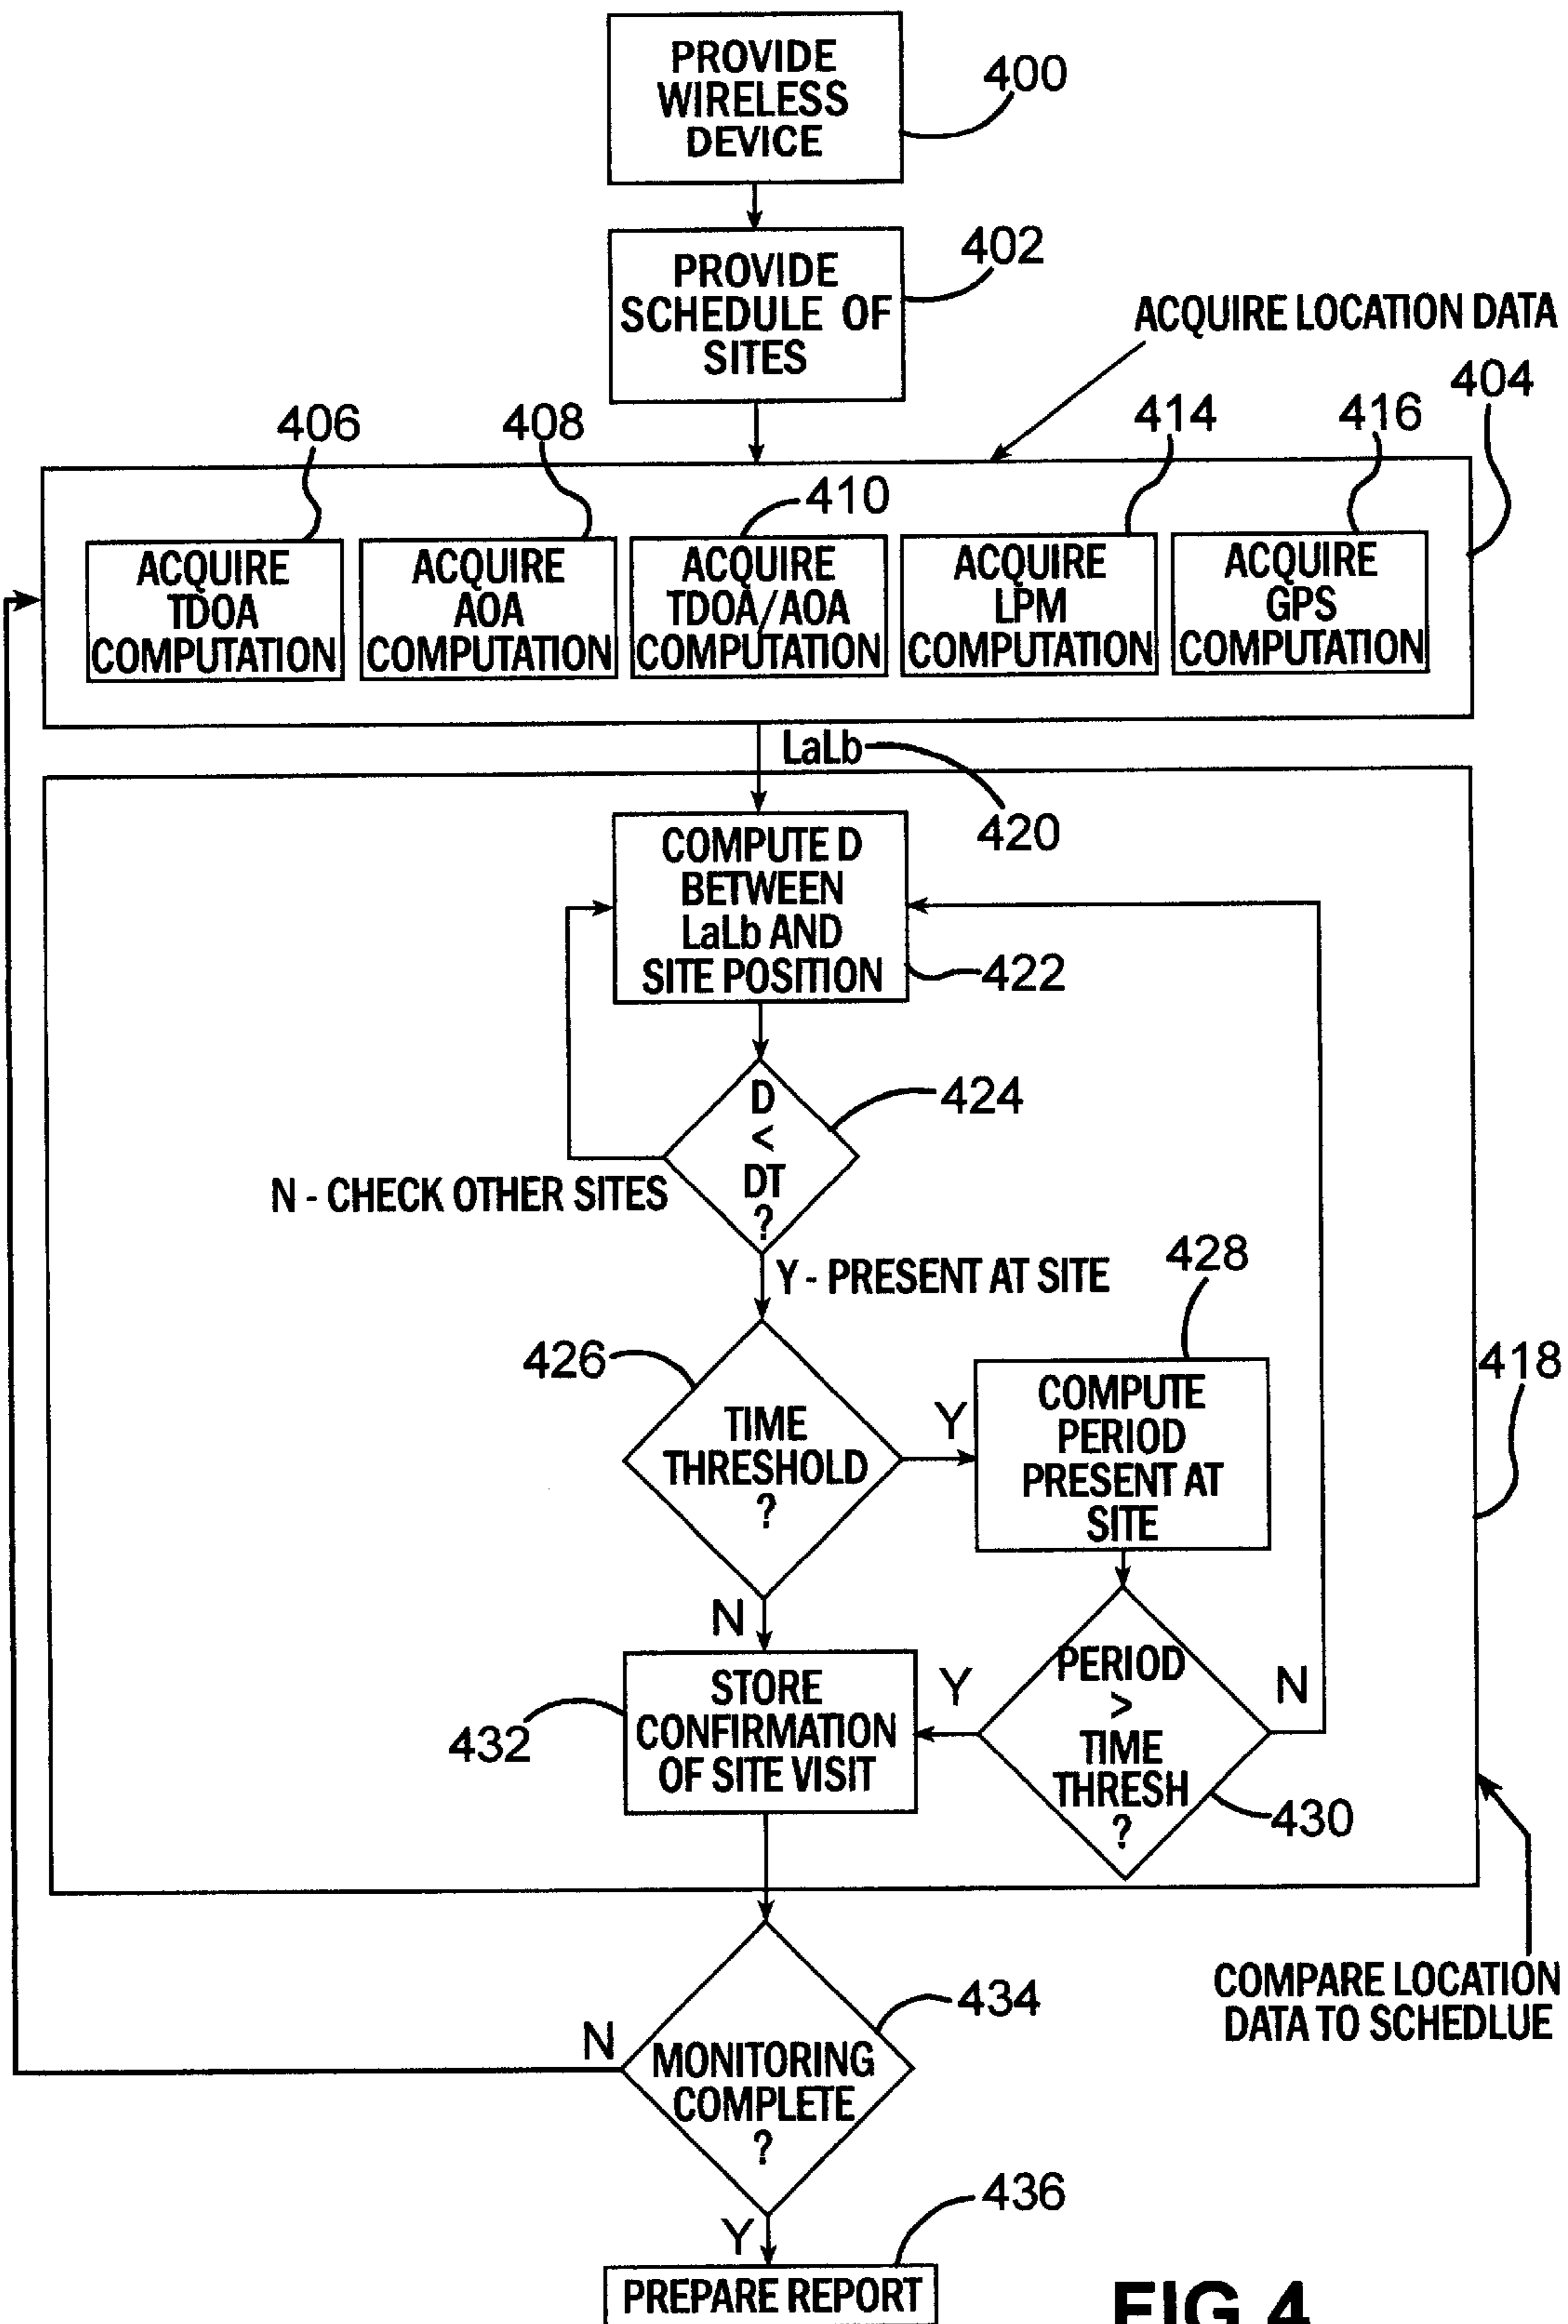 PROVIDE
WIRELESS
DEVICE
400
PROVIDE
SCHEDULE OF
SITES
402
ACQUIRE LOCATION DATA
404
406
408
410
414
416
ACQUIRE
TDOA
COMPUTATION
ACQUIRE
AOA
COMPUTATION
ACQUIRE
TDOA/AOA
COMPUTATION
ACQUIRE
LPM
COMPUTATION
ACQUIRE
GPS
COMPUTATION
LaLb
420
COMPUTE D
BETWEEN
LaLb AND
SITE POSITION
422
D
<
DT
?
424
N - CHECK OTHER SITES
Y - PRESENT AT SITE
426
TIME
THRESHOLD
?
Y
428
COMPUTE
PERIOD
PRESENT AT
SITE
418
N
432
STORE
CONFIRMATION
OF SITE VISIT
Y
PERIOD
>
TIME
THRESH
?
N
430
COMPARE LOCATION
DATA TO SCHEDLUE
434
N
MONITORING
COMPLETE
?
Y
436
PREPARE REPORT
FIG.4